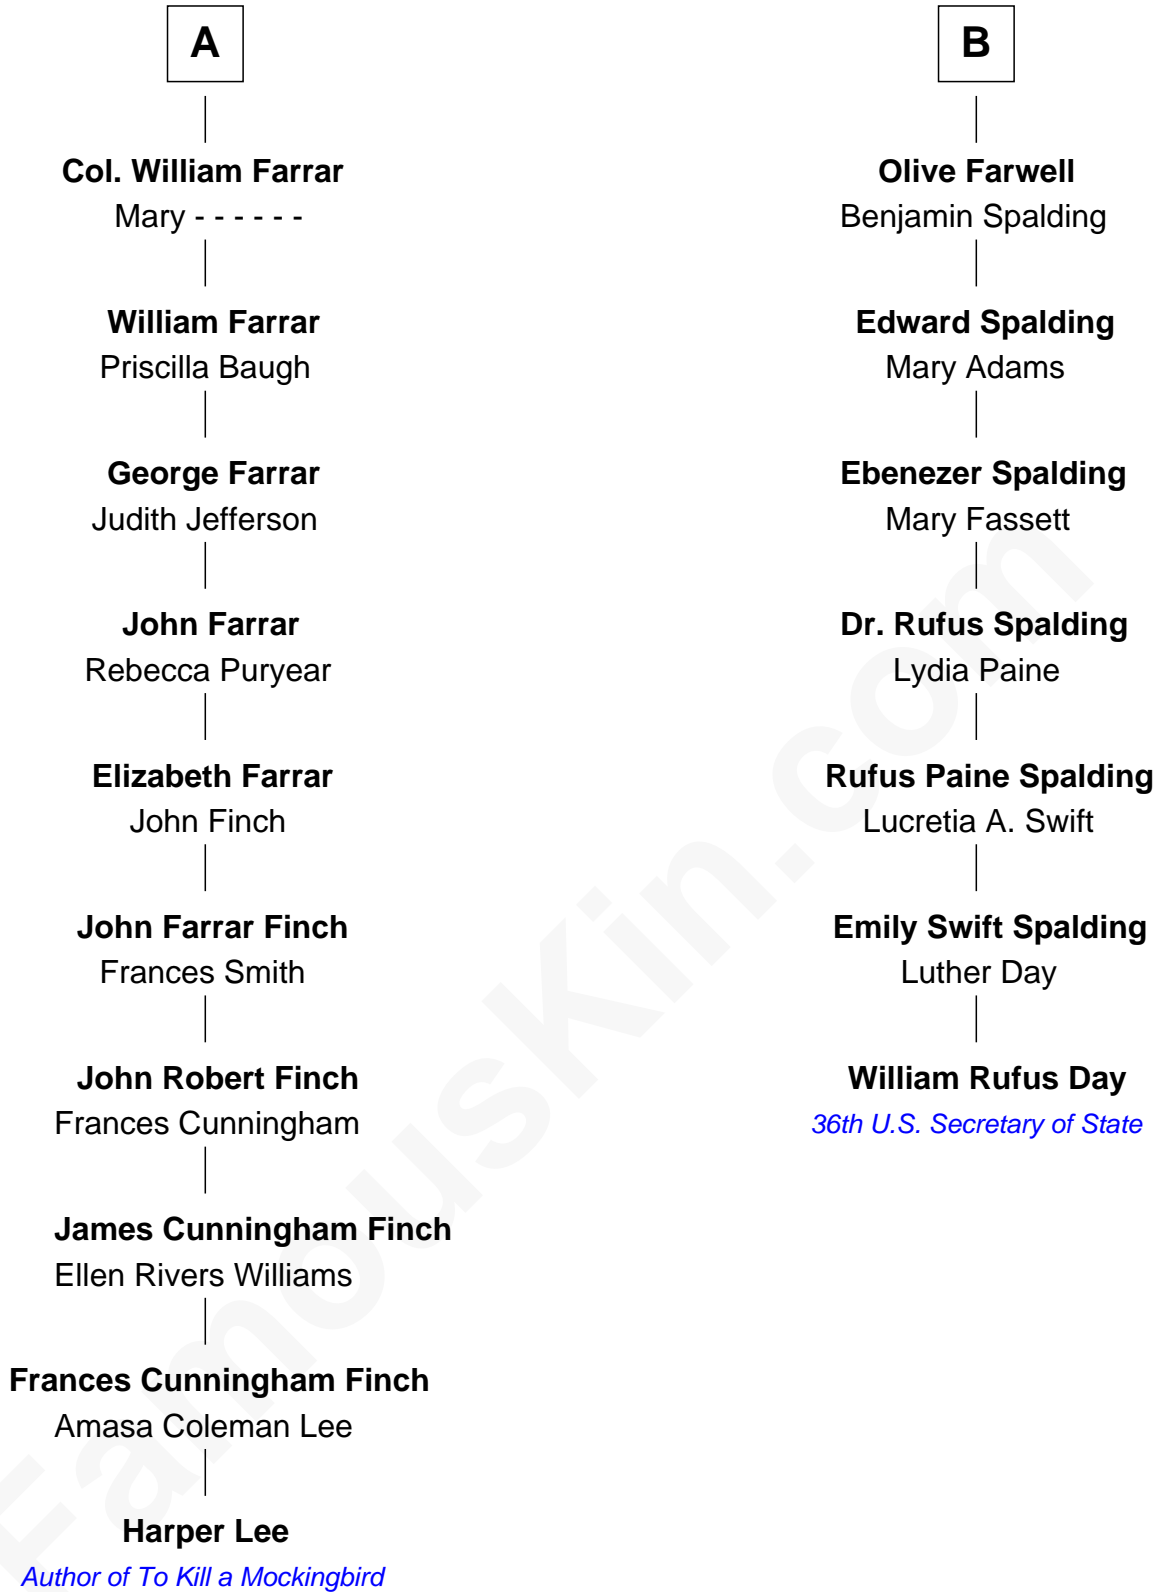 A
Col. William Farrar
Mary - - - - - -
William Farrar
Priscilla Baugh
George Farrar
Judith Jefferson
John Farrar
Rebecca Puryear
Elizabeth Farrar
John Finch
John Farrar Finch
Frances Smith
John Robert Finch
Frances Cunningham
James Cunningham Finch
Ellen Rivers Williams
Frances Cunningham Finch
Amasa Coleman Lee
Harper Lee
Author of To Kill a Mockingbird
B
Olive Farwell
Benjamin Spalding
Edward Spalding
Mary Adams
Ebenezer Spalding
Mary Fassett
Dr. Rufus Spalding
Lydia Paine
Rufus Paine Spalding
Lucretia A. Swift
Emily Swift Spalding
Luther Day
William Rufus Day
36th U.S. Secretary of State
FamousKin.com